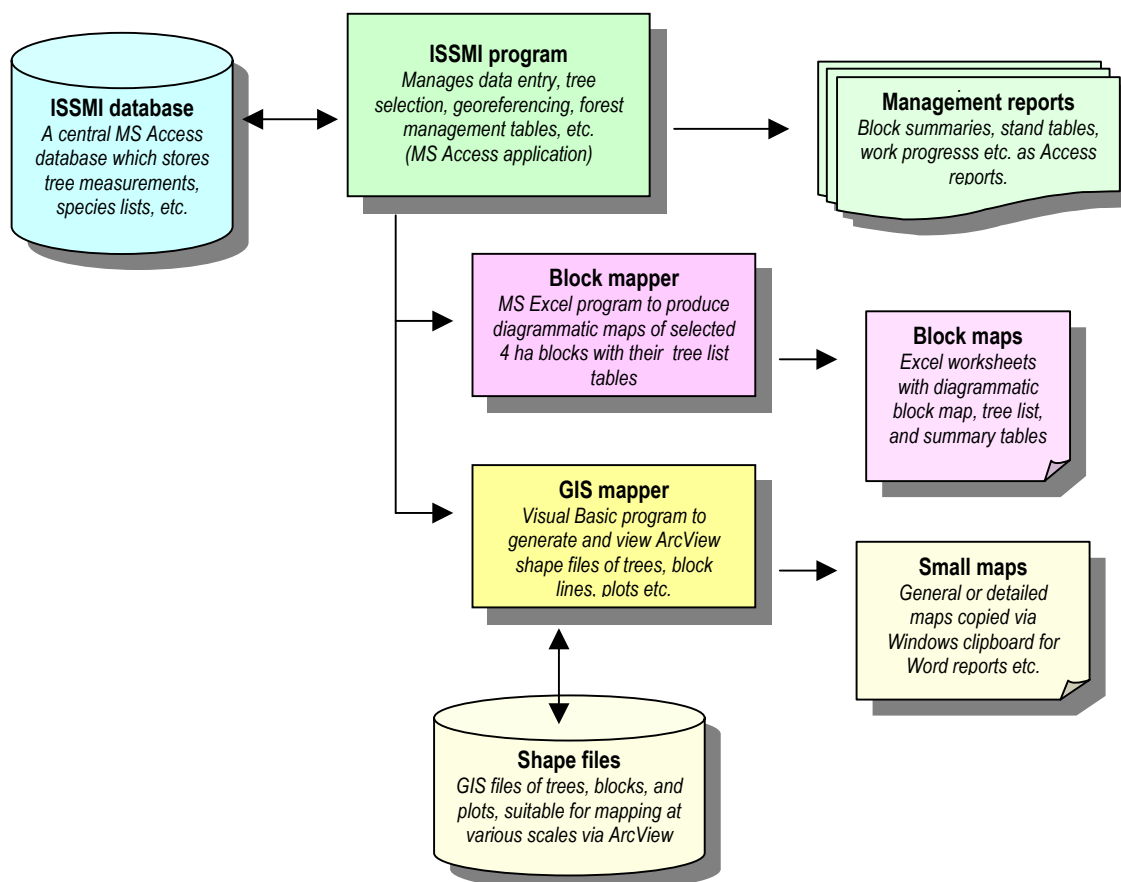 ISSMI database
A central MS Access
database which stores
tree measurements,
species lists, etc.
ISSMI program
Manages data entry, tree
selection, georeferencing, forest
management tables, etc.
(MS Access application)
Management reports
Block summaries, stand tables,
work progresss etc. as Access
reports.
Block mapper
MS Excel program to produce
diagrammatic maps of selected
4 ha blocks with their tree list
tables
Block maps
Excel worksheets
with diagrammatic
block map, tree list,
and summary tables
GIS mapper
Visual Basic program to
generate and view ArcView
shape files of trees, block
lines, plots etc.
Small maps
General or detailed
maps copied via
Windows clipboard for
Word reports etc.
Shape files
GIS files of trees, blocks, and
plots, suitable for mapping at
various scales via ArcView